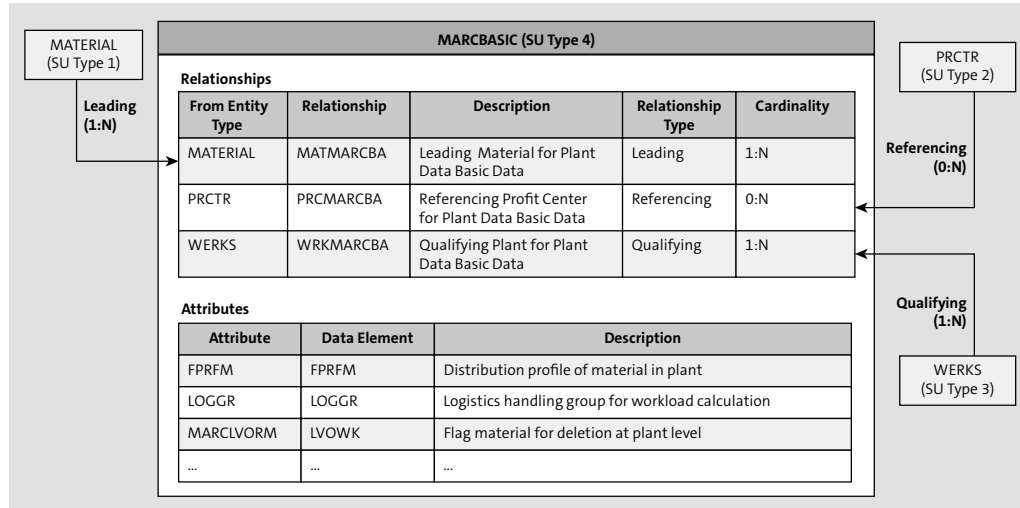 MARCBASIC (SU Type 4)
MATERIAL
(SU Type 1)
PRCTR
(SU Type 2)
Leading
(1:N)
Relationships
From Entity
Type
Relationship
Description
Relationship
Type
Cardinality
MATERIAL
MATMARCBA
Leading Material for Plant
Data Basic Data
Leading
1:N
PRCTR
PRCMARCBA
Referencing Profit Center
for Plant Data Basic Data
Referencing
0:N
WERKS
WRKMARCBA
Qualifying Plant for Plant
Data Basic Data
Qualifying
1:N
Referencing
(0:N)
Attributes
Attribute
Data Element
Description
FPRFM
FPRFM
Distribution profile of material in plant
LOGGR
LOGGR
Logistics handling group for workload calculation
MARCLVORM
LVOWK
Flag material for deletion at plant level
...
...
...
Qualifying
(1:N)
WERKS
(SU Type 3)